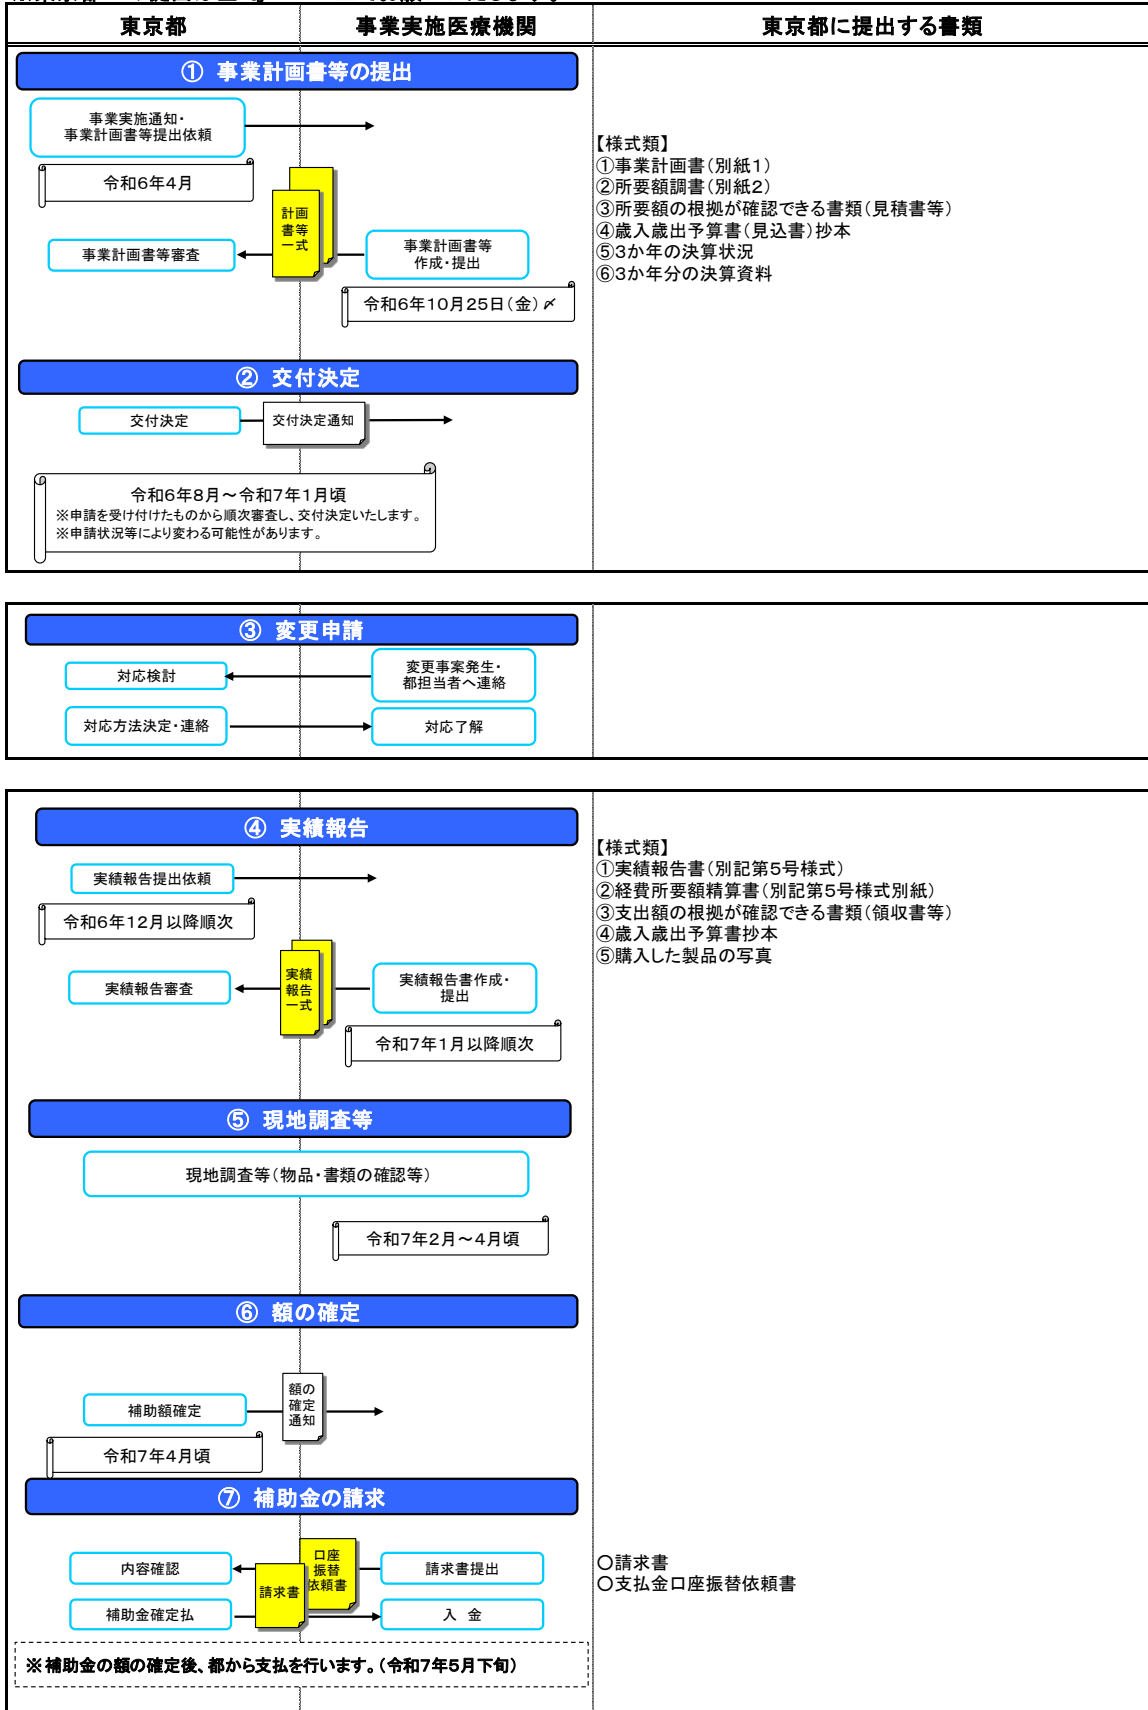 東京都
事業実施医療機関
東京都に提出する書類
① 事業計画書等の提出
事業実施通知・
事業計画書等提出依頼
令和6年4月
計画
書等
一式
事業計画書等審査
事業計画書等
作成・提出
令和6年10月25日(金)〆
【様式類】
①事業計画書(別紙1)
②所要額調書(別紙2)
③所要額の根拠が確認できる書類(見積書等)
④歳入歳出予算書(見込書)抄本
⑤3か年の決算状況
⑥3か年分の決算資料
② 交付決定
交付決定
交付決定通知
令和6年8月～令和7年1月頃
※申請を受け付けたものから順次審査し、交付決定いたします。
※申請状況等により変わる可能性があります。
③ 変更申請
対応検討
変更事案発生・
都担当者へ連絡
対応方法決定・連絡
対応了解
④ 実績報告
実績報告提出依頼
令和6年12月以降順次
実績
報告
一式
実績報告審査
実績報告書作成・
提出
令和7年1月以降順次
【様式類】
①実績報告書(別記第5号様式)
②経費所要額精算書(別記第5号様式別紙)
③支出額の根拠が確認できる書類(領収書等)
④歳入歳出予算書抄本
⑤購入した製品の写真
⑤ 現地調査等
現地調査等(物品・書類の確認等)
令和7年2月～4月頃
⑥ 額の確定
補助額確定
額の
確定
通知
令和7年4月頃
⑦ 補助金の請求
内容確認
口座
振替
依頼書
請求書
請求書提出
補助金確定払
入 金
○請求書
○支払金口座振替依頼書
※補助金の額の確定後、都から支払を行います。(令和7年5月下旬)